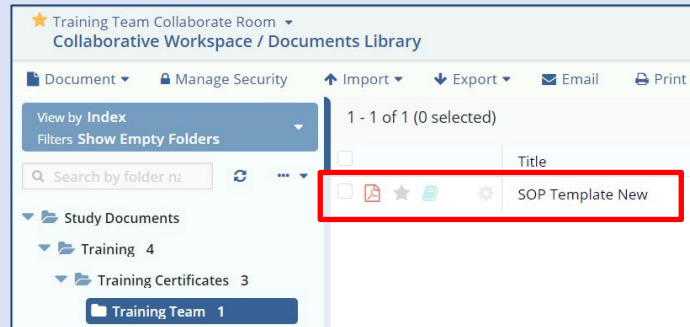 Training Team Collaborate Room
Collaborative Workspace / Documents Library
Document Manage Security Import Export Email Print
View by Index
Filters Show Empty Folders
1 - 1 of 1 (0 selected)
Search by folder na
Title
SOP Template New
Study Documents
Training 4
Training Certificates 3
Training Team 1